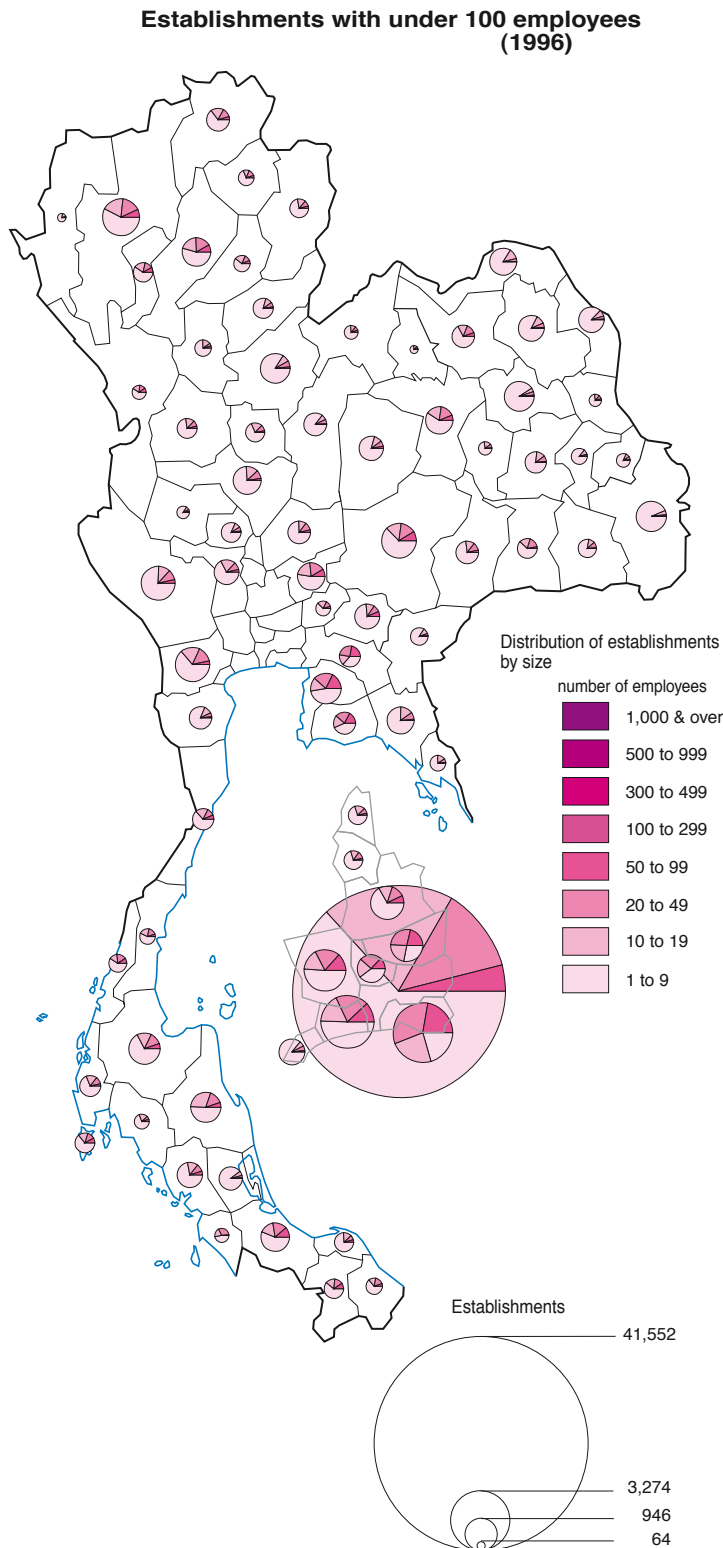 Establishments with under 100 employees
(1996)
Distribution of establishments
by size
number of employees
1,000 & over
500 to 999
300 to 499
100 to 299
50 to 99
20 to 49
10 to 19
1 to 9
Establishments
41,552
3,274
946
64